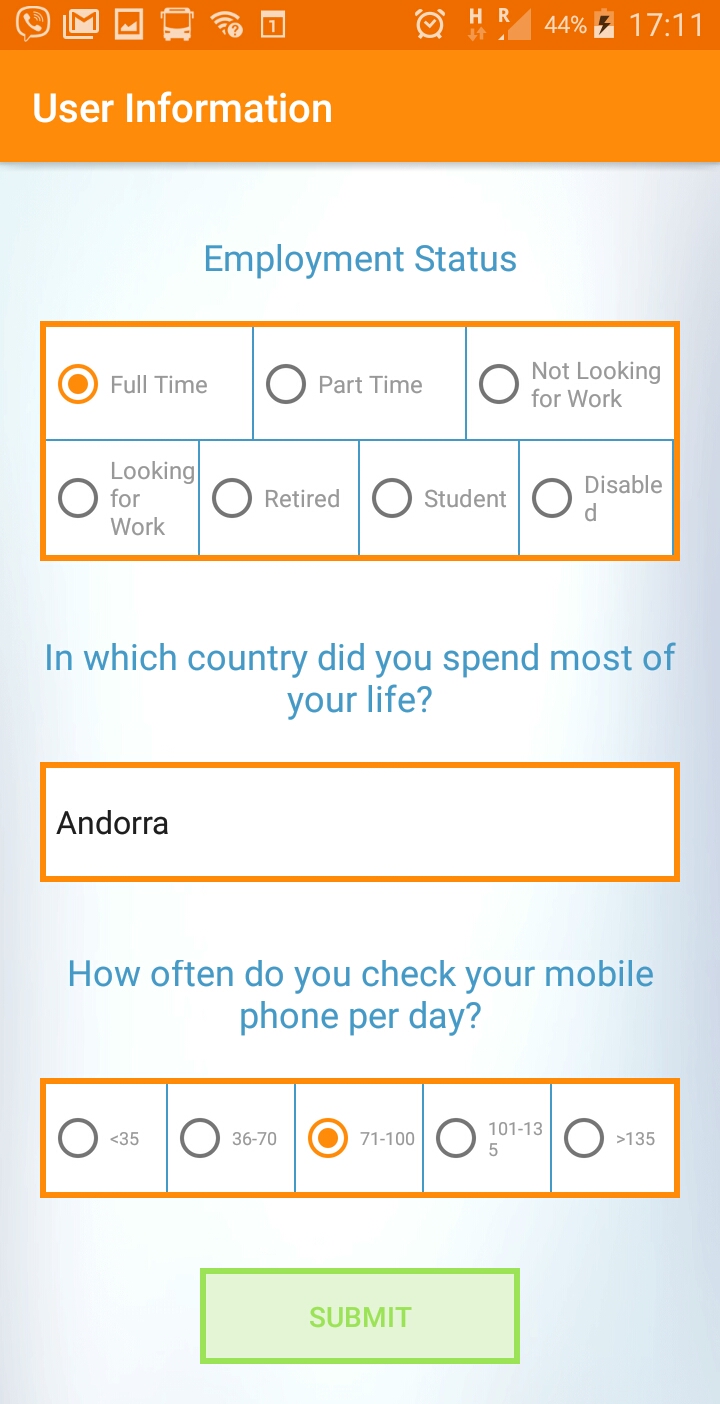 1 H R 44% 17:11
User Information
Employment Status
Full Time
Part Time
Not Looking
for Work
Looking
for
Work
Retired
Student
Disable
d
In which country did you spend most of
your life?
Andorra
How often do you check your mobile
phone per day?
<35
36-70
71-100
101-13
5
>135
SUBMIT